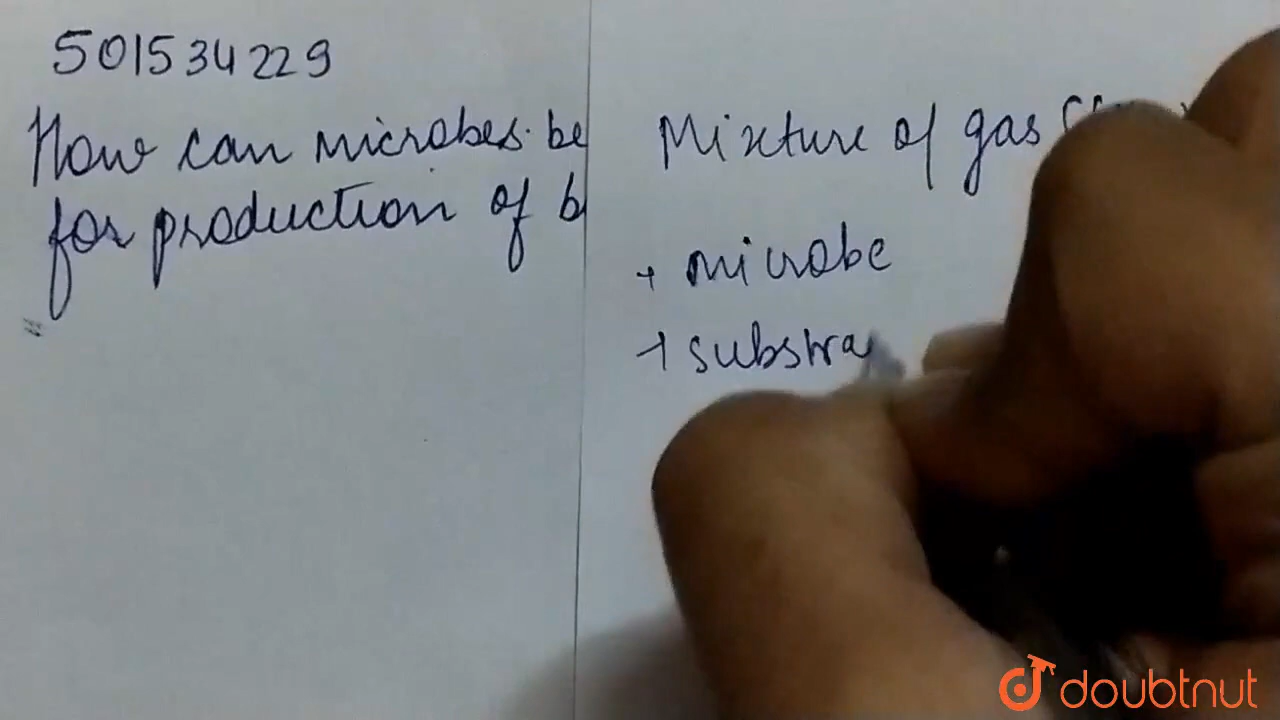 501534229
How can microbes be
for production of b
Mixture of gas
+ microbe
+ substra
doubtnut